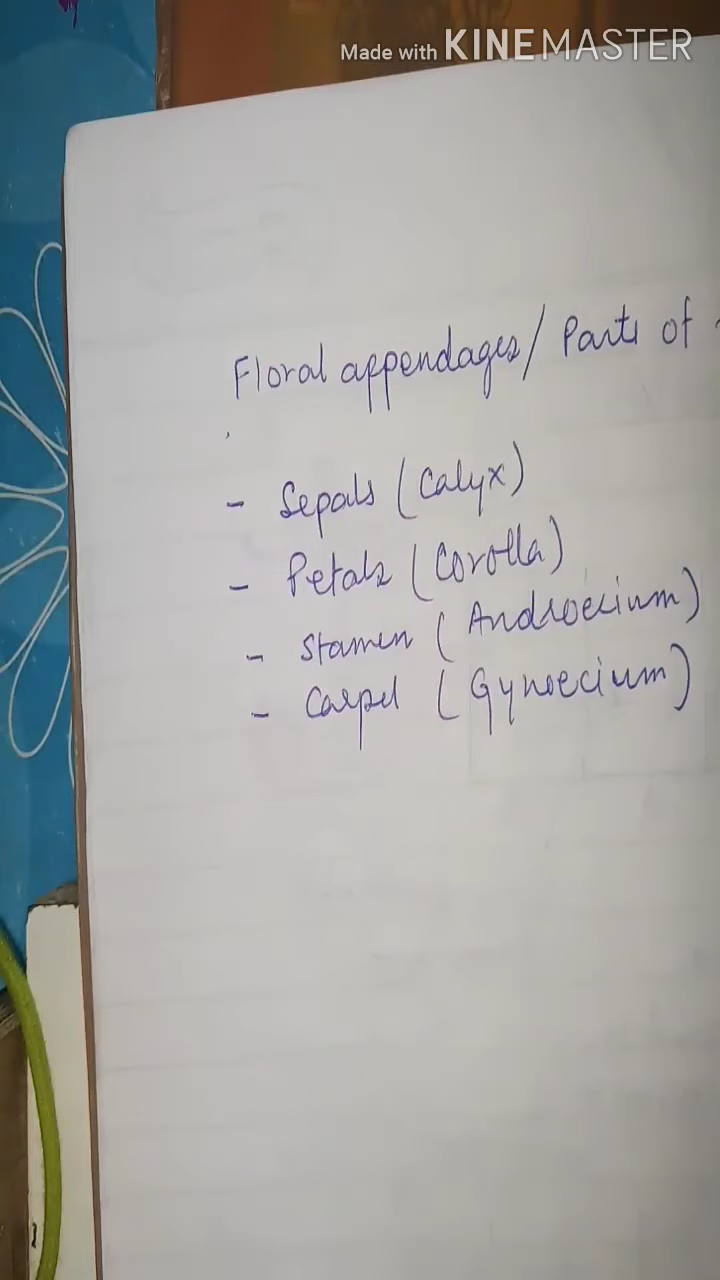 Made with KINEMASTER
Floral appendages/ Parts of
- Sepals (Calyx)
- Petals (Corolla)
- Stamen (Androecium)
- Carpel (Gynoecium)